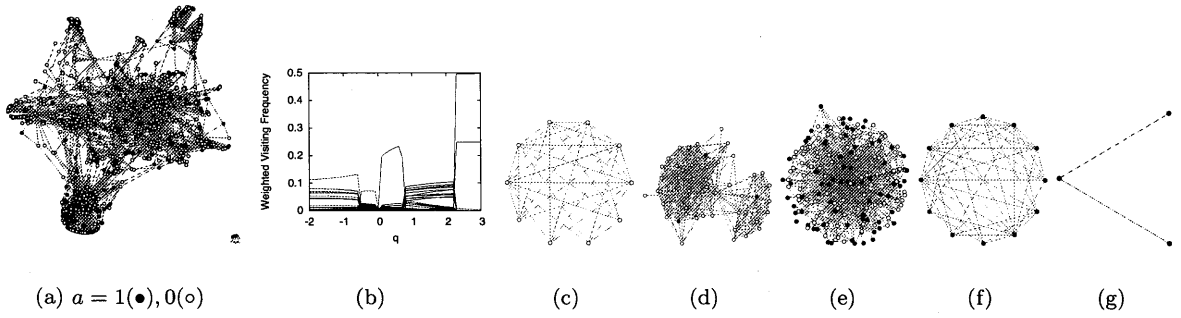 Weighted Visiting Frequency
0.5
0.4
0.3
0.2
0.1
0
-2 -1 0 1 2 3
q
(a) a = 1(●), 0(○) (b) (c) (d) (e) (f) (g)